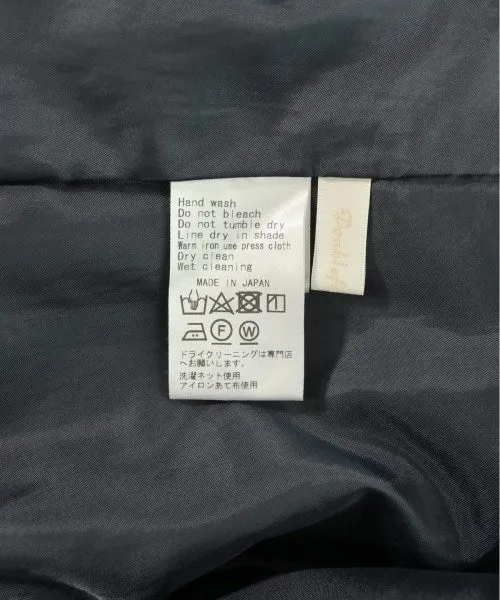 Hand wash
Do not bleach
Do not tumble dry
Line dry in shade
Warm iron use press cloth
Dry clean
Wet cleaning
MADE IN JAPAN
F W
ドライクリーニングは専門店
へお願いします。
洗濯ネット使用
アイロンあて布使用